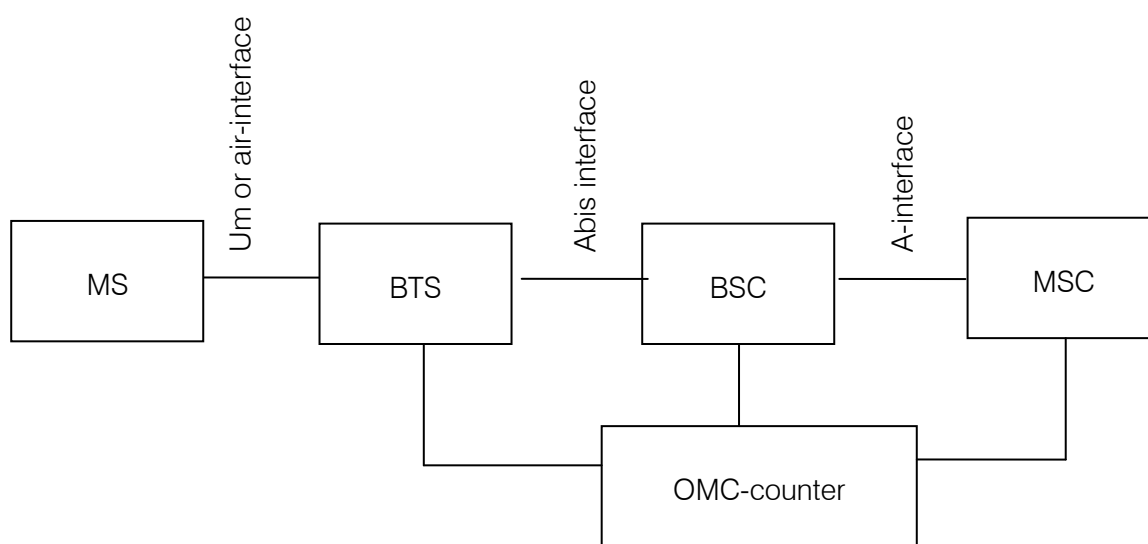 Um or air-interface
Abis interface
A-interface
MS
BTS
BSC
MSC
OMC-counter